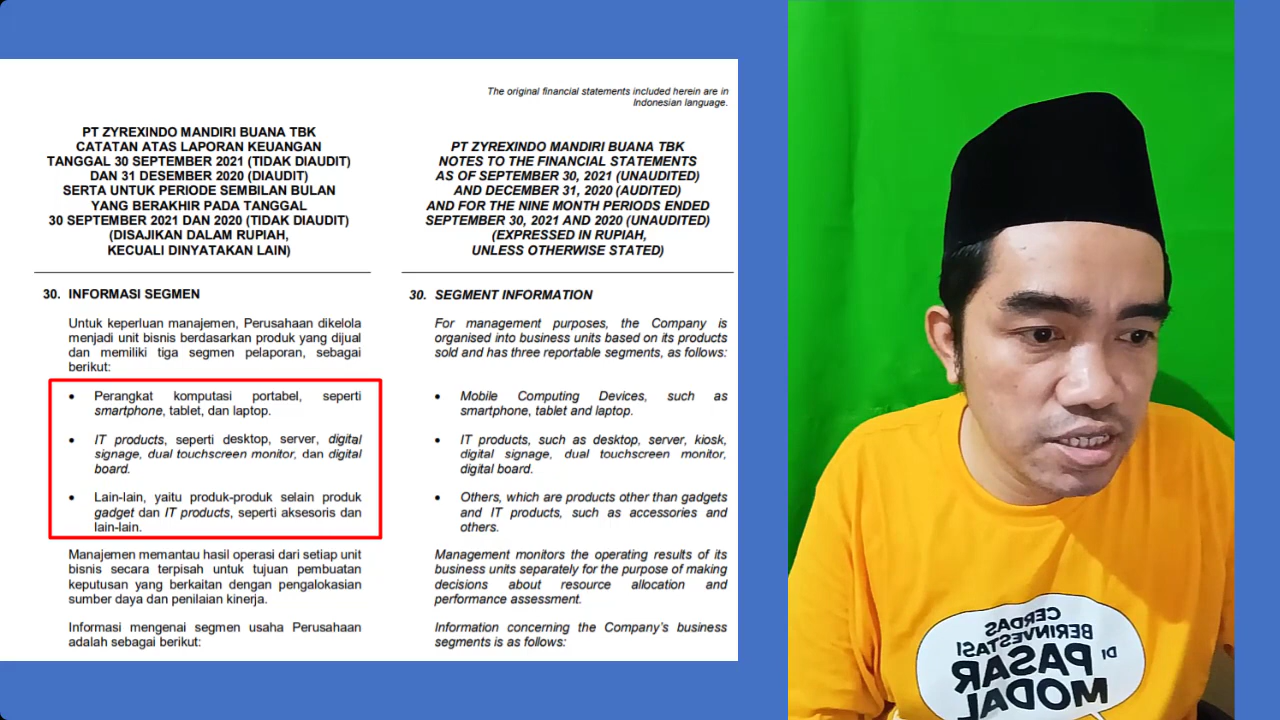 The original financial statements included herein are in
Indonesian language.
PT ZYREXINDO MANDIRI BUANA TBK
CATATAN ATAS LAPORAN KEUANGAN
TANGGAL 30 SEPTEMBER 2021 (TIDAK DIAUDIT)
DAN 31 DESEMBER 2020 (DIAUDIT)
SERTA UNTUK PERIODE SEMBILAN BULAN
YANG BERAKHIR PADA TANGGAL
30 SEPTEMBER 2021 DAN 2020 (TIDAK DIAUDIT)
(DISAJIKAN DALAM RUPIAH,
KECUALI DINYATAKAN LAIN)
30. INFORMASI SEGMEN
Untuk keperluan manajemen, Perusahaan dikelola
menjadi unit bisnis berdasarkan produk yang dijual
dan memiliki tiga segmen pelaporan, sebagai
berikut:
• Perangkat komputasi portabel, seperti
smartphone, tablet, dan laptop.
• IT products, seperti desktop, server, digital
signage, dual touchscreen monitor, dan digital
board.
• Lain-lain, yaitu produk-produk selain produk
gadget dan IT products, seperti aksesoris dan
lain-lain.
Manajemen memantau hasil operasi dari setiap unit
bisnis secara terpisah untuk tujuan pembuatan
keputusan yang berkaitan dengan pengalokasian
sumber daya dan penilaian kinerja.
Informasi mengenai segmen usaha Perusahaan
adalah sebagai berikut:
PT ZYREXINDO MANDIRI BUANA TBK
NOTES TO THE FINANCIAL STATEMENTS
AS OF SEPTEMBER 30, 2021 (UNAUDITED)
AND DECEMBER 31, 2020 (AUDITED)
AND FOR THE NINE MONTH PERIODS ENDED
SEPTEMBER 30, 2021 AND 2020 (UNAUDITED)
(EXPRESSED IN RUPIAH,
UNLESS OTHERWISE STATED)
30. SEGMENT INFORMATION
For management purposes, the Company is
organised into business units based on its products
sold and has three reportable segments, as follows:
• Mobile Computing Devices, such as
smartphone, tablet and laptop.
• IT products, such as desktop, server, kiosk,
digital signage, dual touchscreen monitor,
digital board.
• Others, which are products other than gadgets
and IT products, such as accessories and
others.
Management monitors the operating results of its
business units separately for the purpose of making
decisions about resource allocation and
performance assessment.
Information concerning the Company's business
segments is as follows:
CERDAS
BERINVESTASI
DI PASAR
MODAL